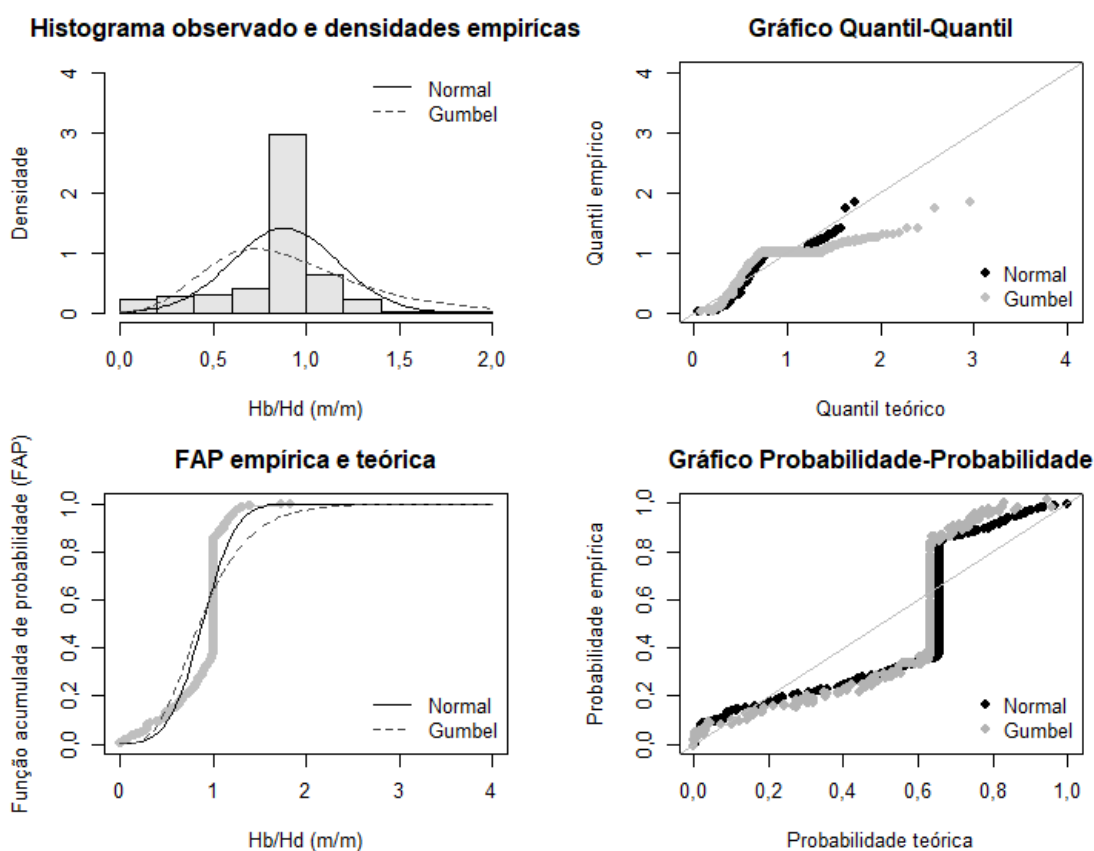 Histograma observado e densidades empíricas
Densidade
4
3
2
1
0
Normal
Gumbel
0,0 0,5 1,0 1,5 2,0
Hb/Hd (m/m)
Gráfico Quantil-Quantil
Quantil empírico
4
3
2
1
0
Normal
Gumbel
0 1 2 3 4
Quantil teórico
FAP empírica e teórica
Função acumulada de probabilidade (FAP)
1,
0,8
0,6
0,4
0,2
0,0
Normal
Gumbel
0 1 2 3 4
Hb/Hd (m/m)
Gráfico Probabilidade-Probabilidade
Probabilidade empírica
1,
0,8
0,6
0,4
0,2
0,0
Normal
Gumbel
0,0 0,2 0,4 0,6 0,8 1,0
Probabilidade teórica